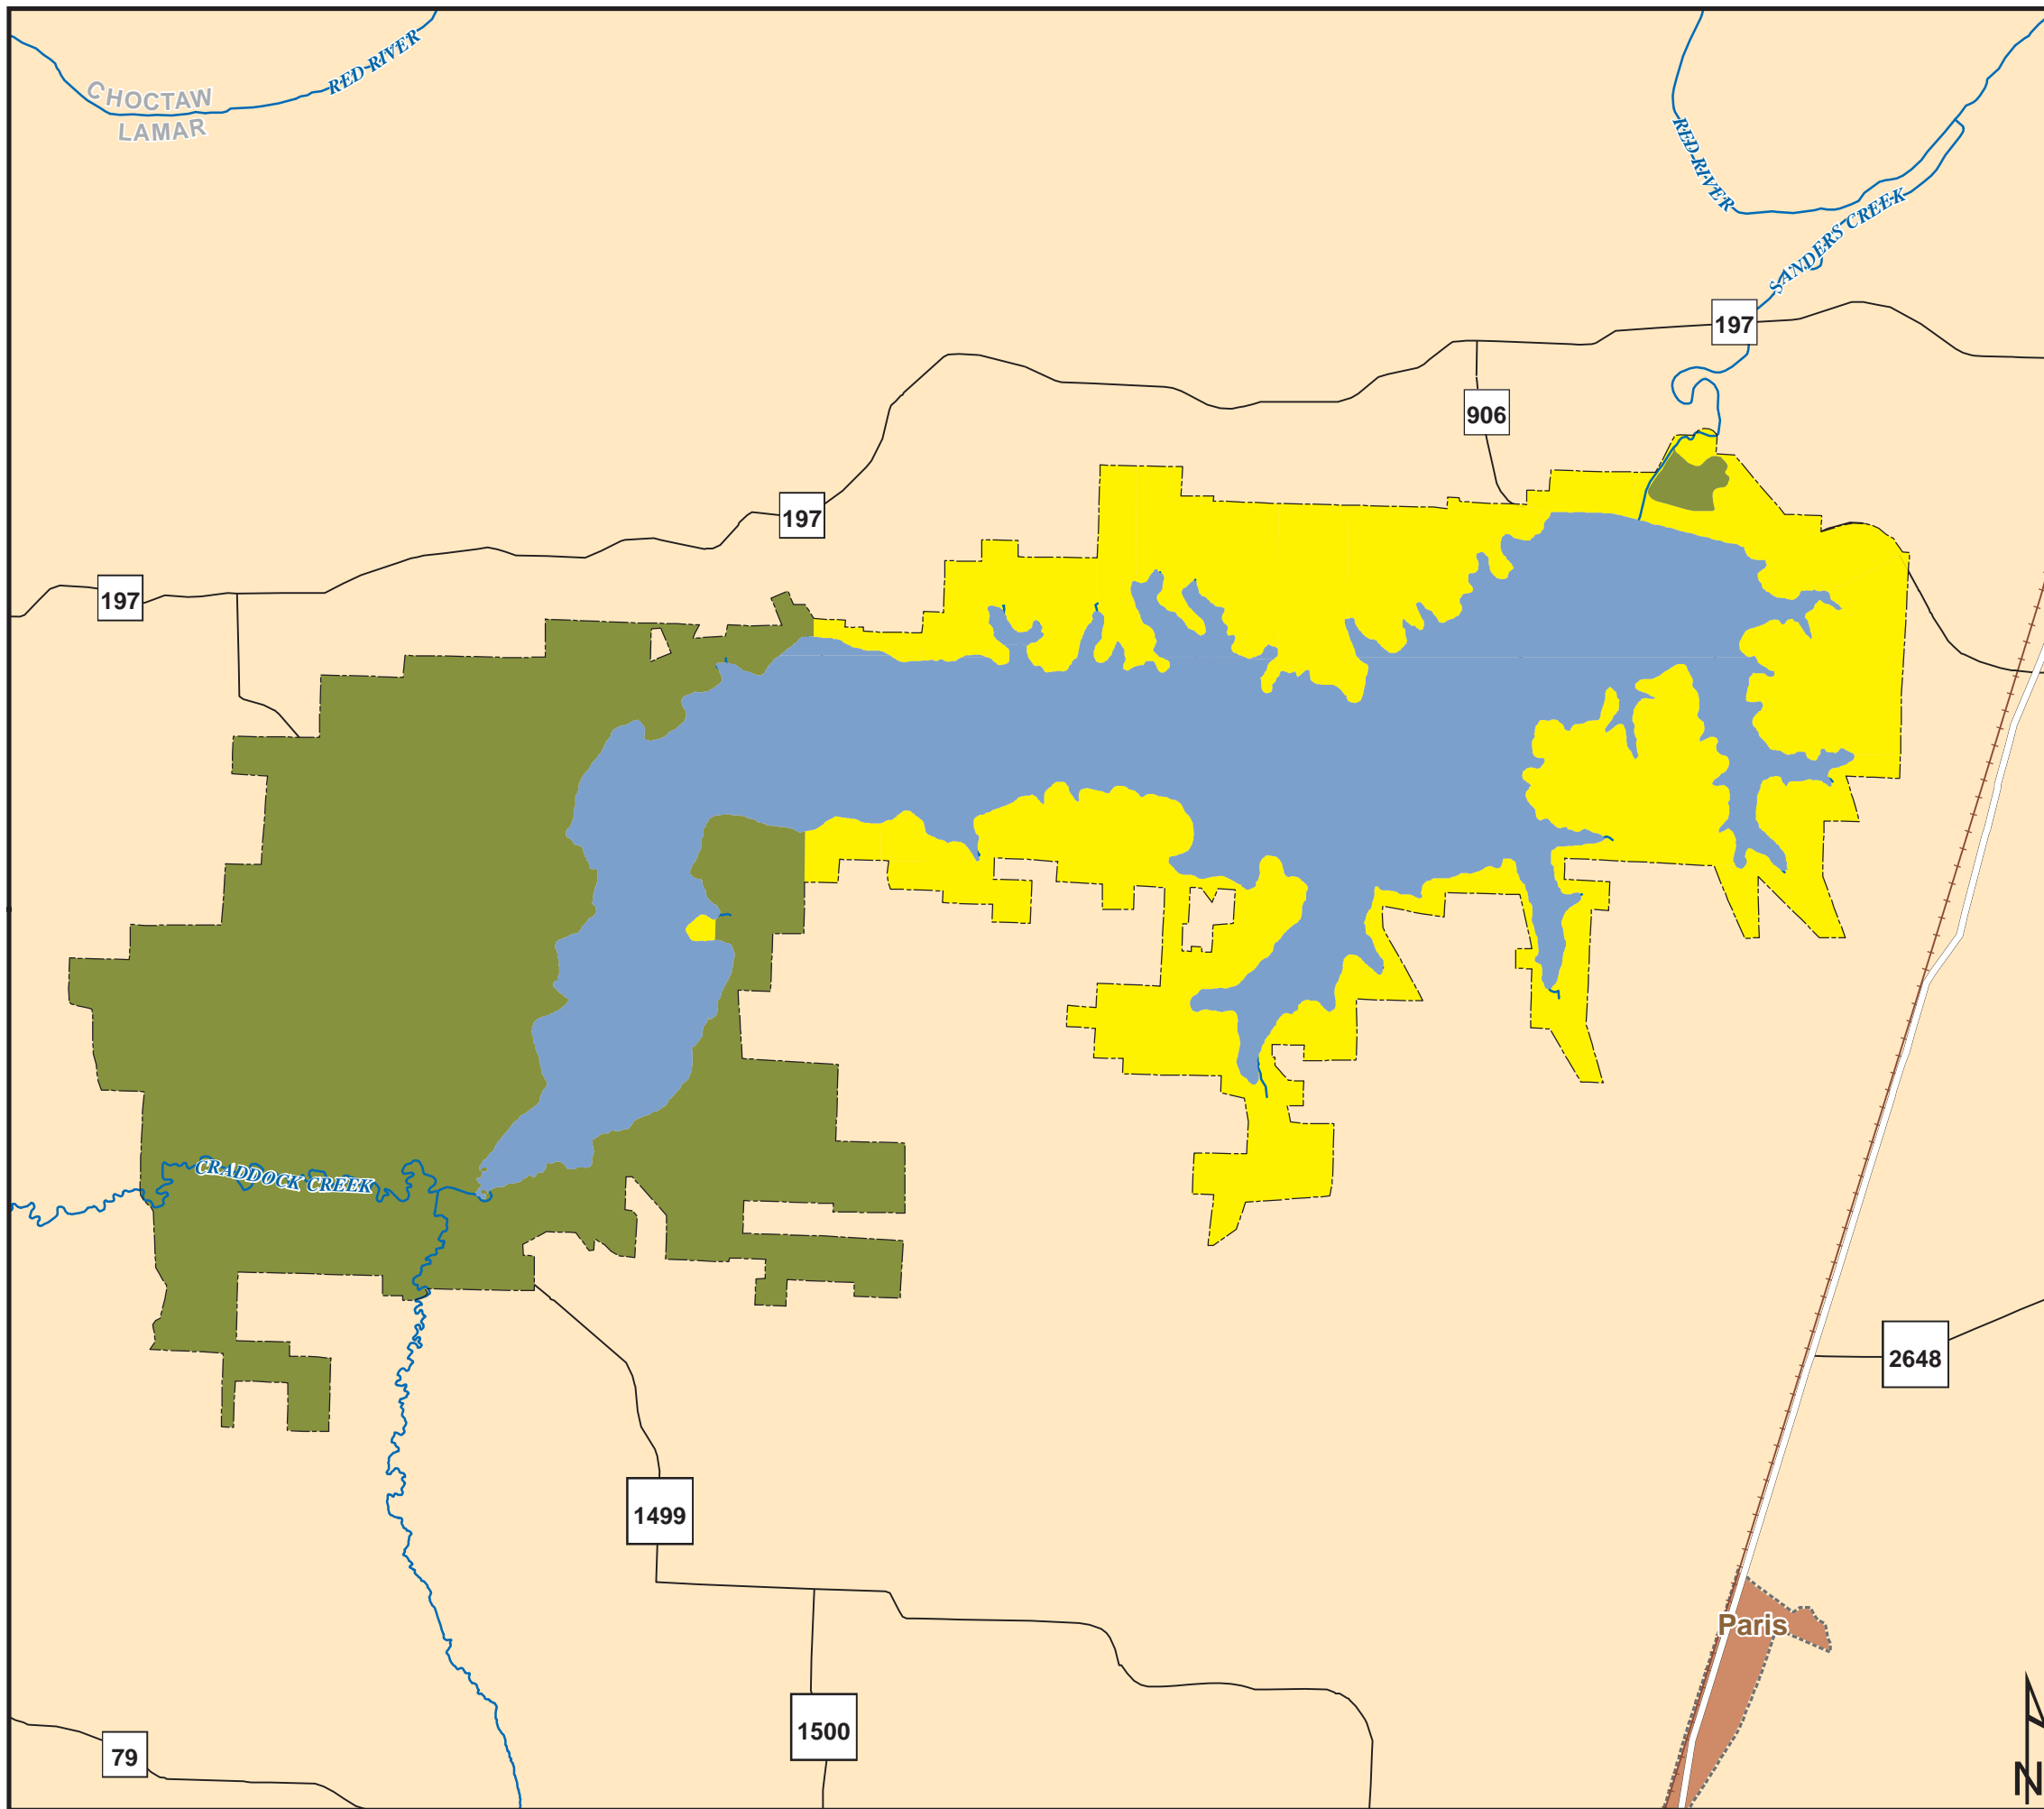 RED RIVER
CHOCTAW
LAMAR
RED RIVER
SANDERS CREEK
197
906
197
197
CRADDOCK CREEK
2648
1499
Paris
1500
79
N